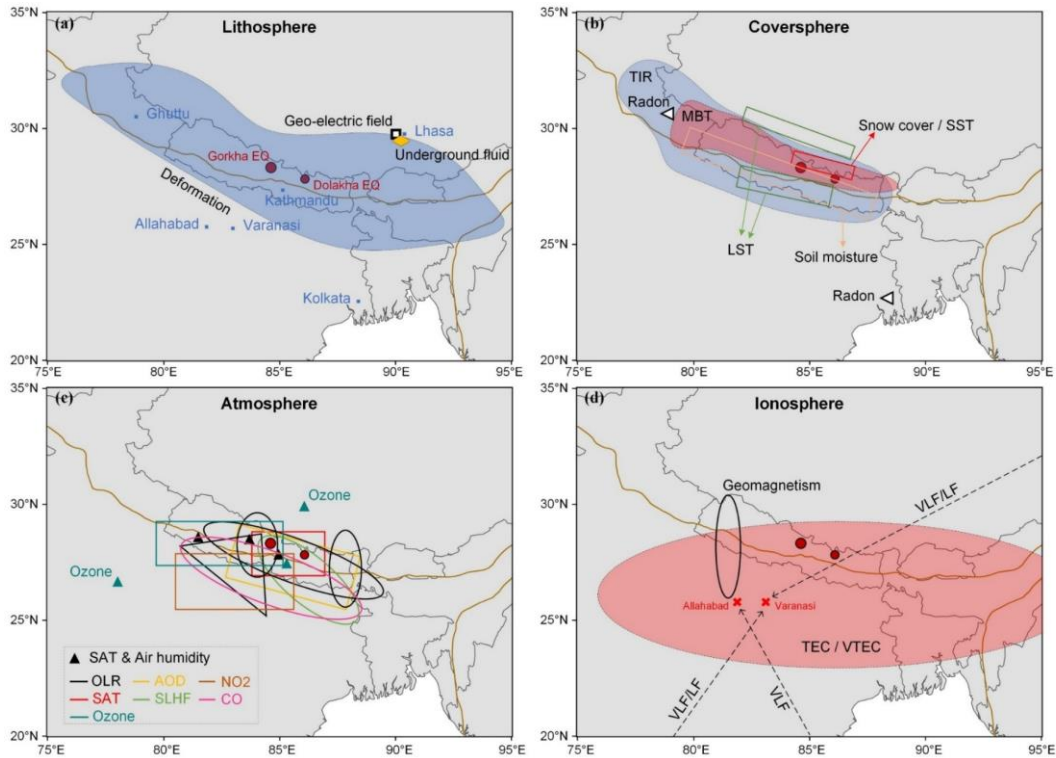 35°N
(a)
Lithosphere
30°N
Ghuttu
Geo-electric field
Lhasa
Underground fluid
Gorkha EQ
Dolakha EQ
Kathmandu
Deformation
Allahabad
Varanasi
25°N
Kolkata
20°N
75°E
80°E
85°E
90°E
95°E
35°N
(b)
Coversphere
TIR
Radon
MBT
30°N
Snow cover / SST
25°N
LST
Soil moisture
Radon
20°N
75°E
80°E
85°E
90°E
95°E
35°N
(c)
Atmosphere
30°N
Ozone
Ozone
25°N
SAT & Air humidity
OLR
AOD
NO2
SAT
SLHF
CO
Ozone
20°N
75°E
80°E
85°E
90°E
95°E
35°N
(d)
Ionosphere
VLF/LF
30°N
Geomagnetism
Allahabad
Varanasi
25°N
TEC / VTEC
VLF/LF
VLF
20°N
75°E
80°E
85°E
90°E
95°E